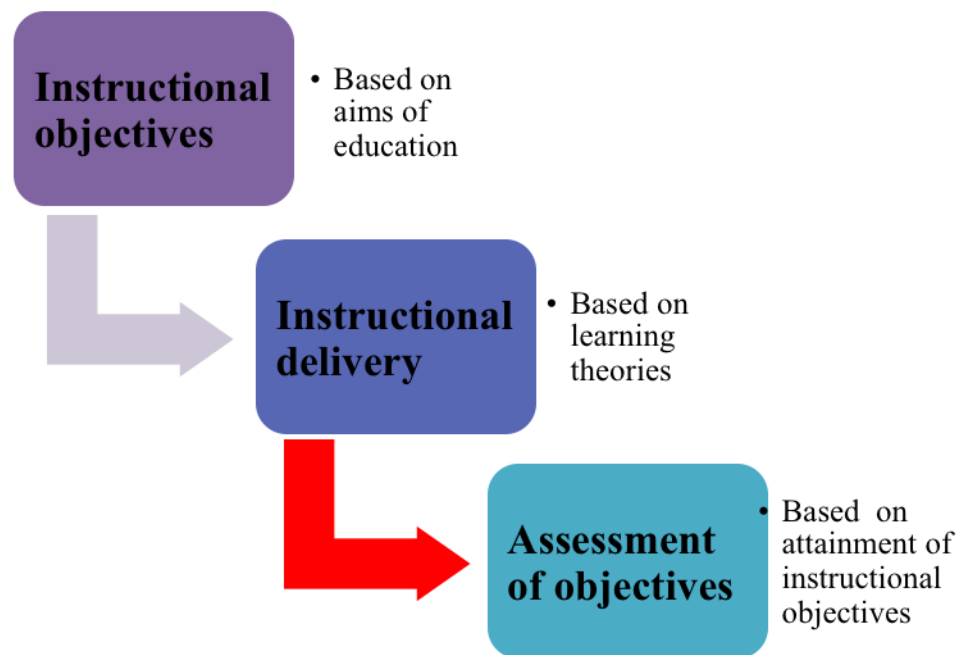 Instructional
objectives
• Based on
aims of
education
Instructional
delivery
• Based on
learning
theories
Assessment
of objectives
• Based on
attainment of
instructional
objectives